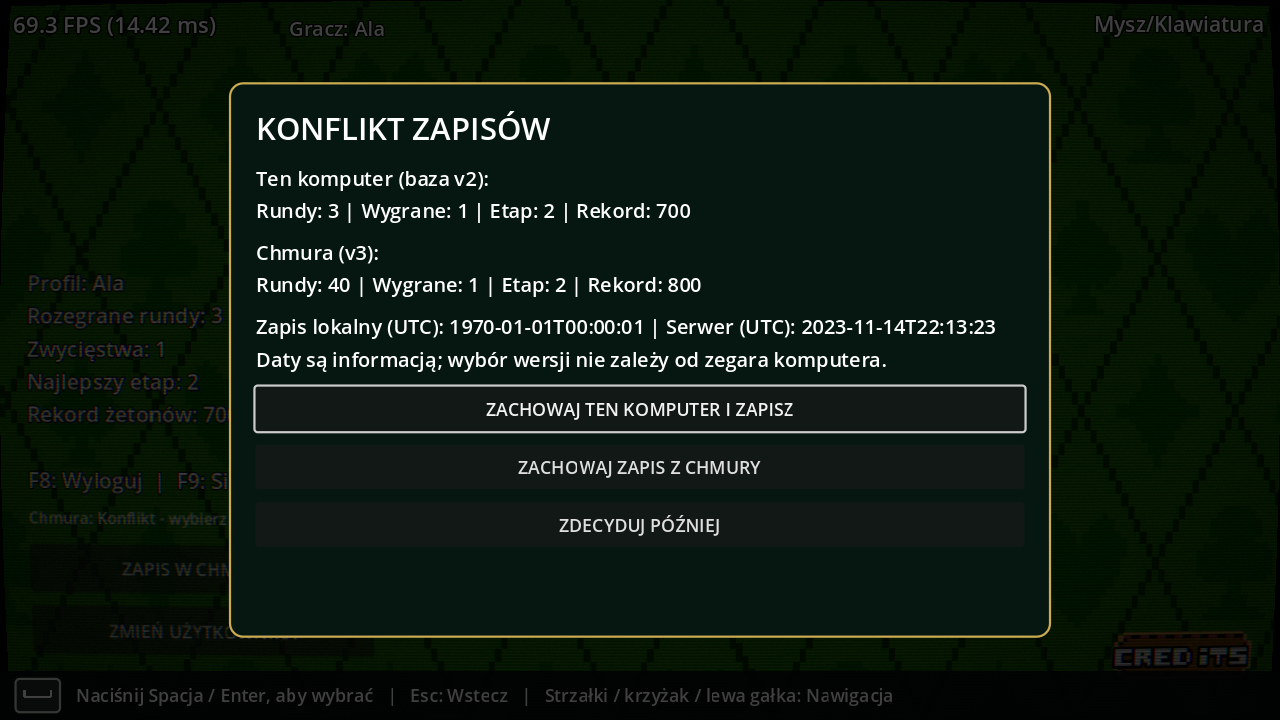 69.3 FPS (14.42 ms)
Gracz: Ala
Mysz/Klawiatura
KONFLIKT ZAPISÓW
Ten komputer (baza v2):
Rundy: 3 | Wygrane: 1 | Etap: 2 | Rekord: 700
Chmura (v3):
Rundy: 40 | Wygrane: 1 | Etap: 2 | Rekord: 800
Zapis lokalny (UTC): 1970-01-01T00:00:01 | Serwer (UTC): 2023-11-14T22:13:23
Daty są informacją; wybór wersji nie zależy od zegara komputera.
ZACHOWAJ TEN KOMPUTER I ZAPISZ
ZACHOWAJ ZAPIS Z CHMURY
ZDECYDUJ PÓŹNIEJ
Profil: Ala
Rozegrane rundy: 3
Zwycięstwa: 1
Najlepszy etap: 2
Rekord żetonów: 70
F8: Wyloguj | F9: Si
Chmura: Konflikt - wybierz
ZAPIS W CHM
ZMIEŃ UŻYTKO
CREDITS
Naciśnij Spacja / Enter, aby wybrać | Esc: Wstecz | Strzałki / krzyżak / lewa gałka: Nawigacja